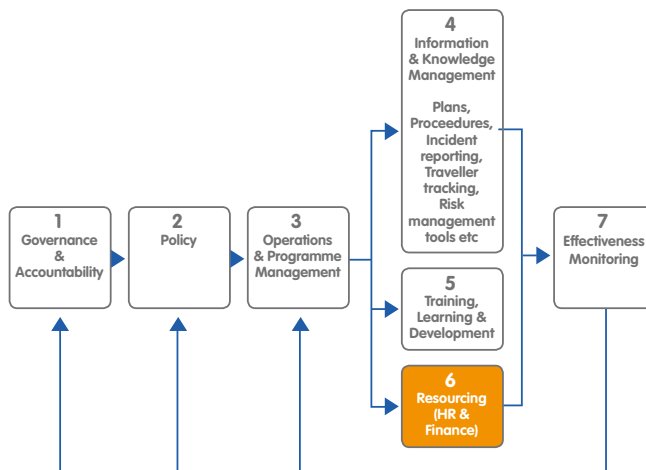 1
Governance
&
Accountability
2
Policy
3
Operations
& Programme
Management
4
Information
& Knowledge
Management
Plans,
Proceedures,
Incident
reporting,
Traveller
tracking,
Risk
management
tools etc
5
Training,
Learning &
Development
6
Resourcing
(HR &
Finance)
7
Effectiveness
Monitoring